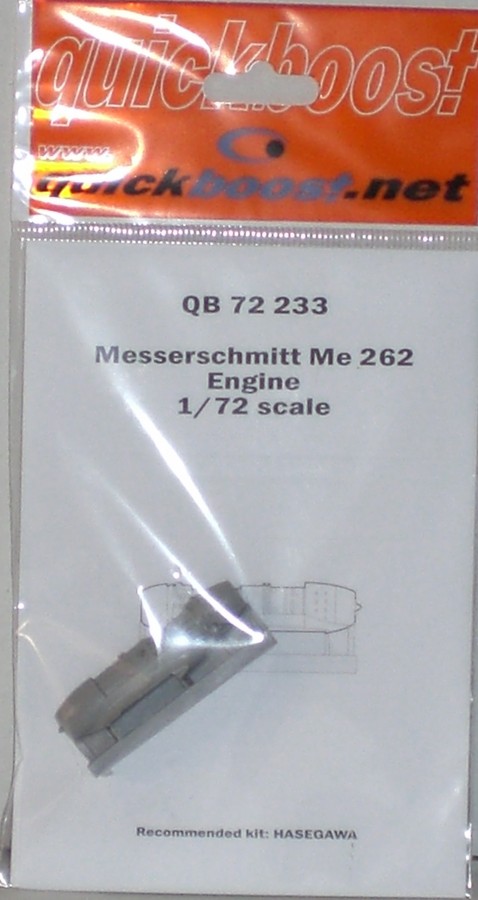 quickboost
www.
quickboost.net
QB 72 233
Messerschmitt Me 262
Engine
1/72 scale
Recommended kit: HASEGAWA